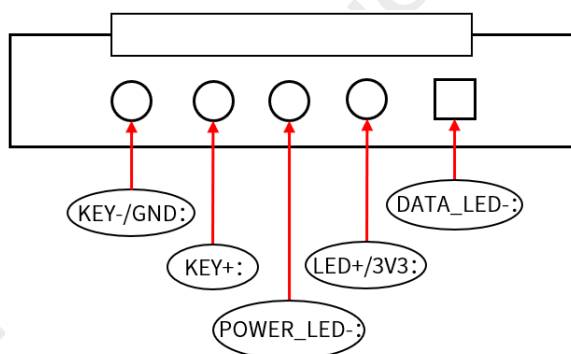 KEY-/GND:
DATA_LED-:
KEY+:
LED+/3V3:
POWER_LED-: